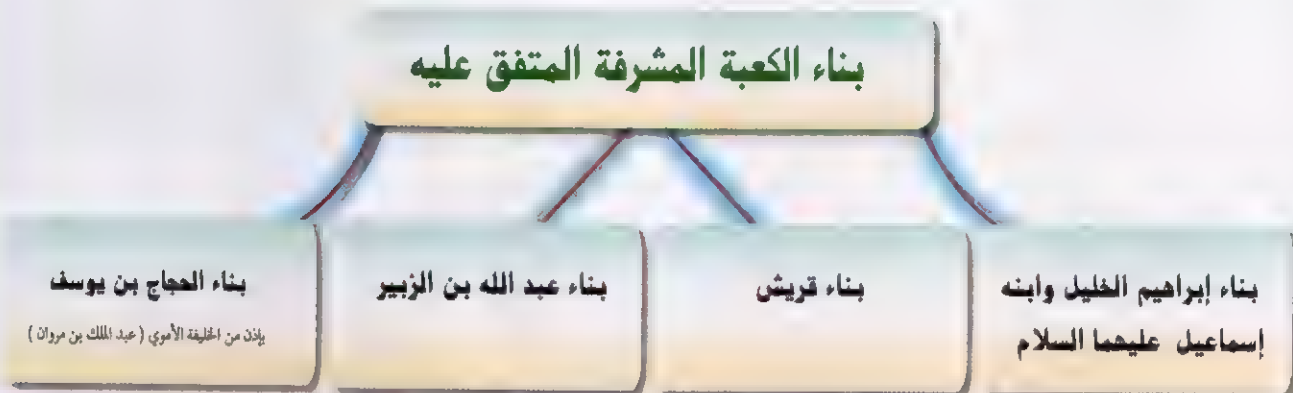 بناء الكعبة المشرفة المتفق عليه
بناء إبراهيم الخليل وابنه
إسماعيل عليهما السلام
بناء قريش
بناء عبد الله بن الزبير
بناء الحجاج بن يوسف
بإذن من الخليفة الأموي ( عبد الملك بن مروان )